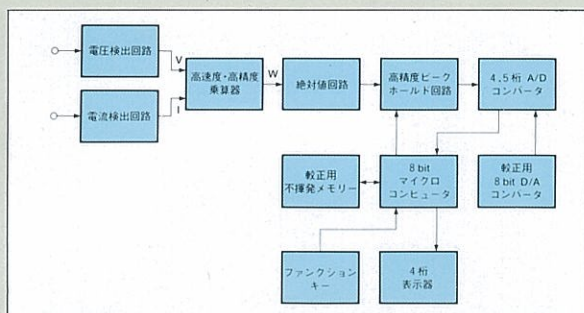 電圧検出回路
V
電流検出回路
I
高速度・高精度
乗算器
W
絶対値回路
高精度ピーク
ホールド回路
4.5桁 A/D
コンバータ
較正用
不揮発メモリー
8bit
マイクロ
コンピュータ
較正用
8bit D/A
コンバータ
ファンクション
キー
4桁
表示器